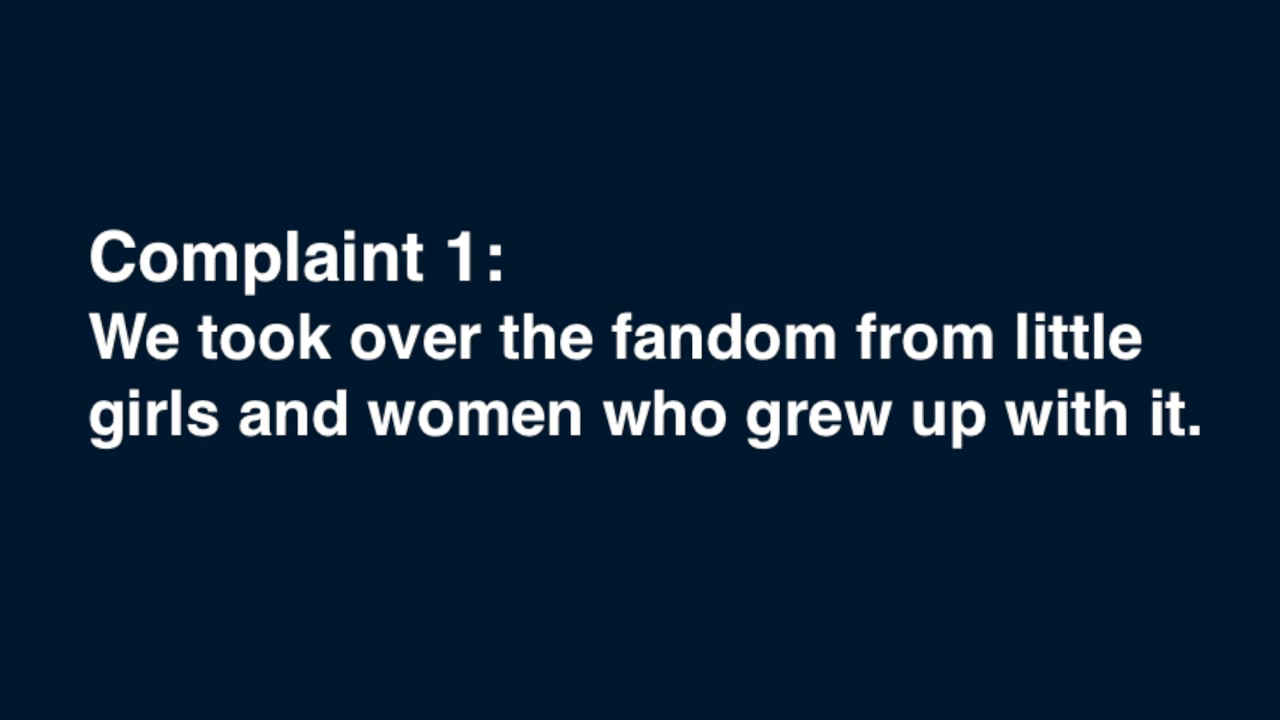 Complaint 1:
We took over the fandom from little
girls and women who grew up with it.